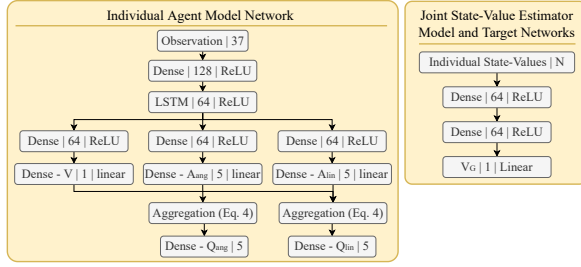 Individual Agent Model Network
Observation | 37
Dense | 128 | ReLU
LSTM | 64 | ReLU
Dense | 64 | ReLU
Dense | 64 | ReLU
Dense | 64 | ReLU
Dense - V | 1 | linear
Dense - Aang | 5 | linear
Dense - Alin | 5 | linear
Aggregation (Eq. 4)
Aggregation (Eq. 4)
Dense - Qang | 5
Dense - Qlin | 5
Joint State-Value Estimator
Model and Target Networks
Individual State-Values | N
Dense | 64 | ReLU
Dense | 64 | ReLU
VG | 1 | Linear